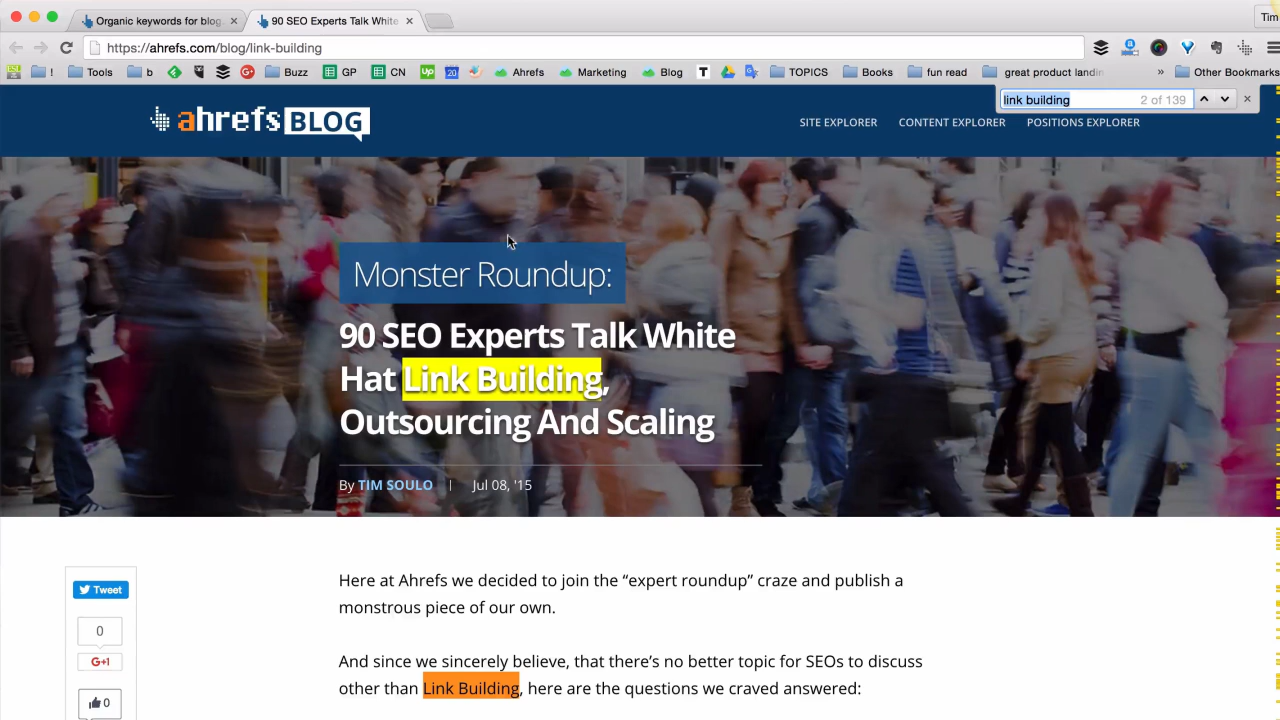 Organic keywords for blog
90 SEO Experts Talk White
Tim
https://ahrefs.com/blog/link-building
! Tools b Buzz GP CN Up 20 Ahrefs Marketing Blog T TOPICS Books fun read great product landin » Other Bookmarks
link building 2 of 139
ahrefs BLOG
SITE EXPLORER CONTENT EXPLORER POSITIONS EXPLORER
Monster Roundup:
90 SEO Experts Talk White
Hat Link Building,
Outsourcing And Scaling
By TIM SOULO | Jul 08, '15
Here at Ahrefs we decided to join the “expert roundup” craze and publish a
monstrous piece of our own.
Tweet
0
G+1
And since we sincerely believe, that there’s no better topic for SEOs to discuss
other than Link Building, here are the questions we craved answered:
0